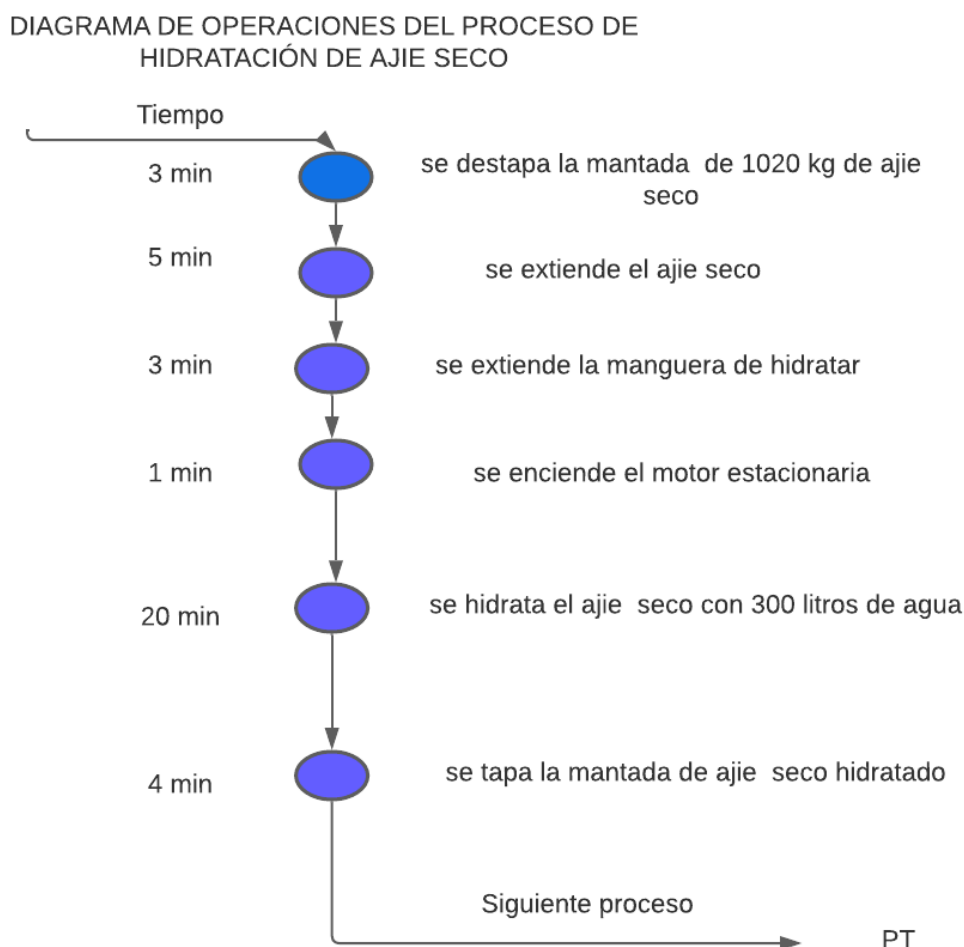 DIAGRAMA DE OPERACIONES DEL PROCESO DE
HIDRATACIÓN DE AJIE SECO
Tiempo
3 min
se destapa la mantada de 1020 kg de ajie
seco
5 min
se extiende el ajie seco
3 min
se extiende la manguera de hidratar
1 min
se enciende el motor estacionaria
20 min
se hidrata el ajie seco con 300 litros de agua
4 min
se tapa la mantada de ajie seco hidratado
Siguiente proceso
PT